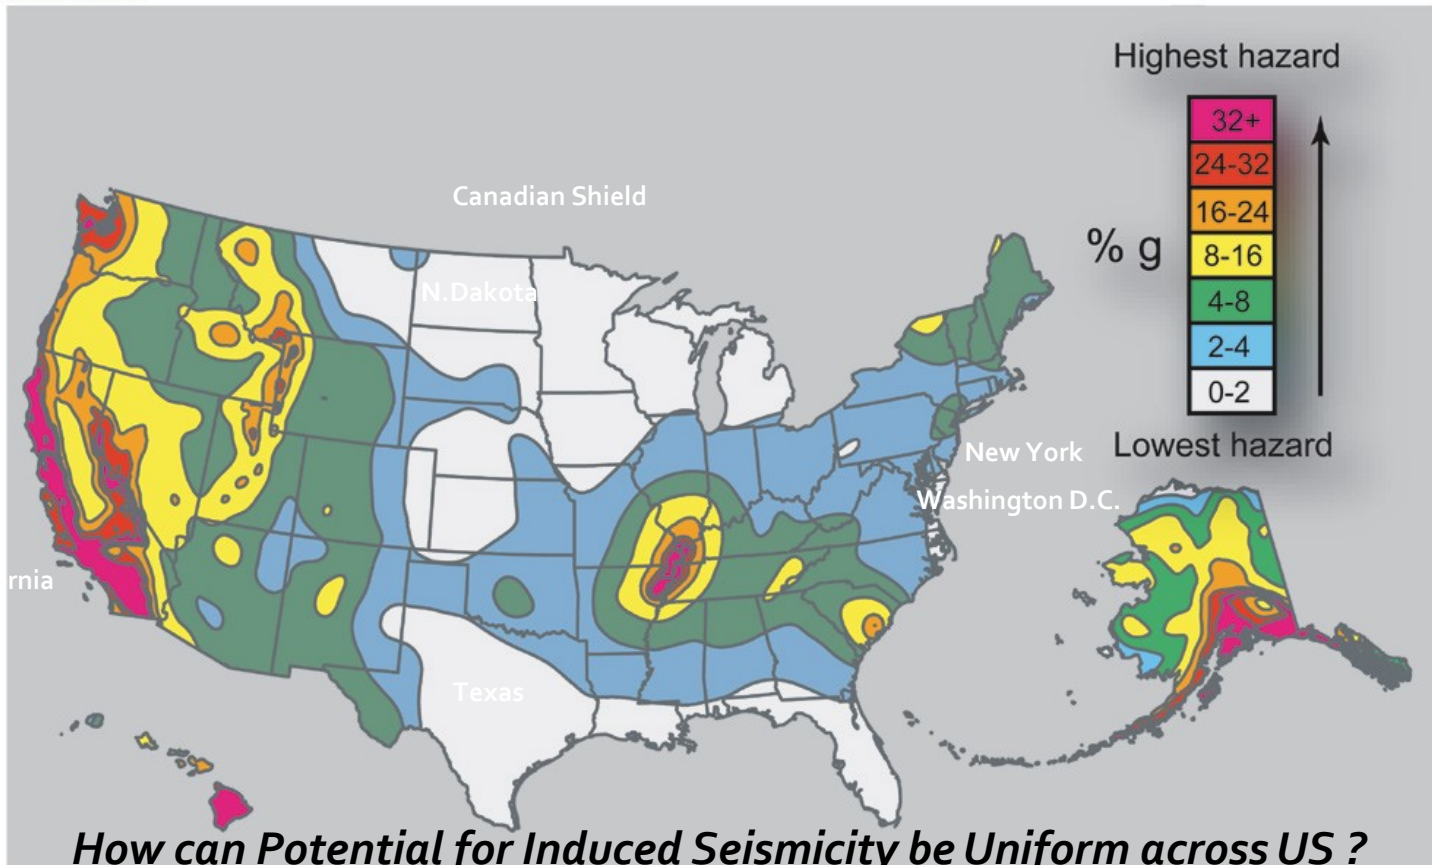 Highest hazard
32+
24-32
16-24
% g
8-16
4-8
2-4
0-2
Lowest hazard
Canadian Shield
N.Dakota
New York
Washington D.C.
rnia
Texas
How can Potential for Induced Seismicity be Uniform across US ?